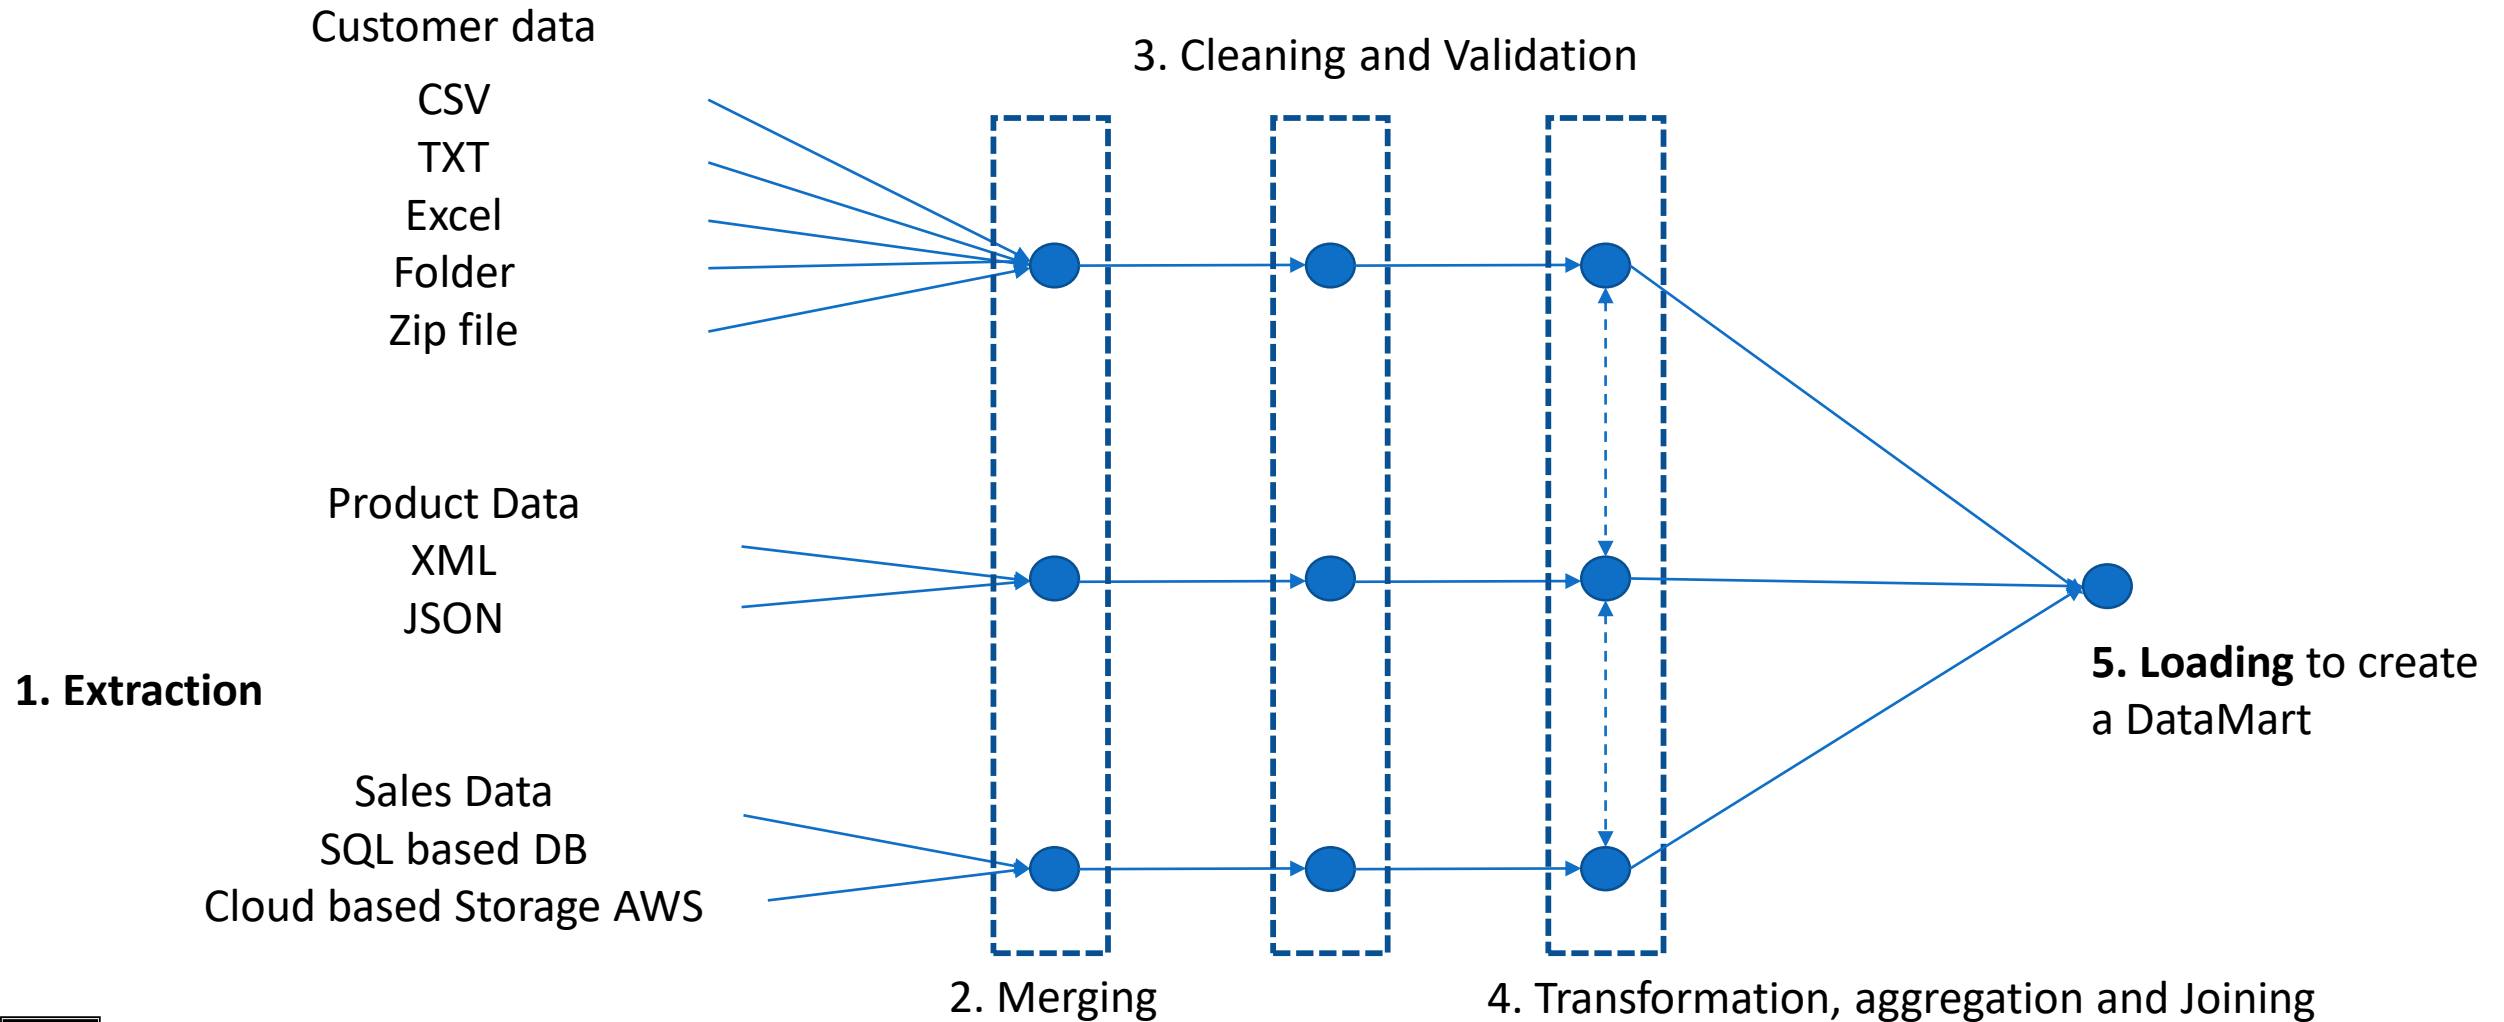 Customer data
CSV
TXT
Excel
Folder
Zip file
Product Data
XML
JSON
1. Extraction
Sales Data
SQL based DB
Cloud based Storage AWS
2. Merging
3. Cleaning and Validation
4. Transformation, aggregation and Joining
5. Loading to create
a DataMart